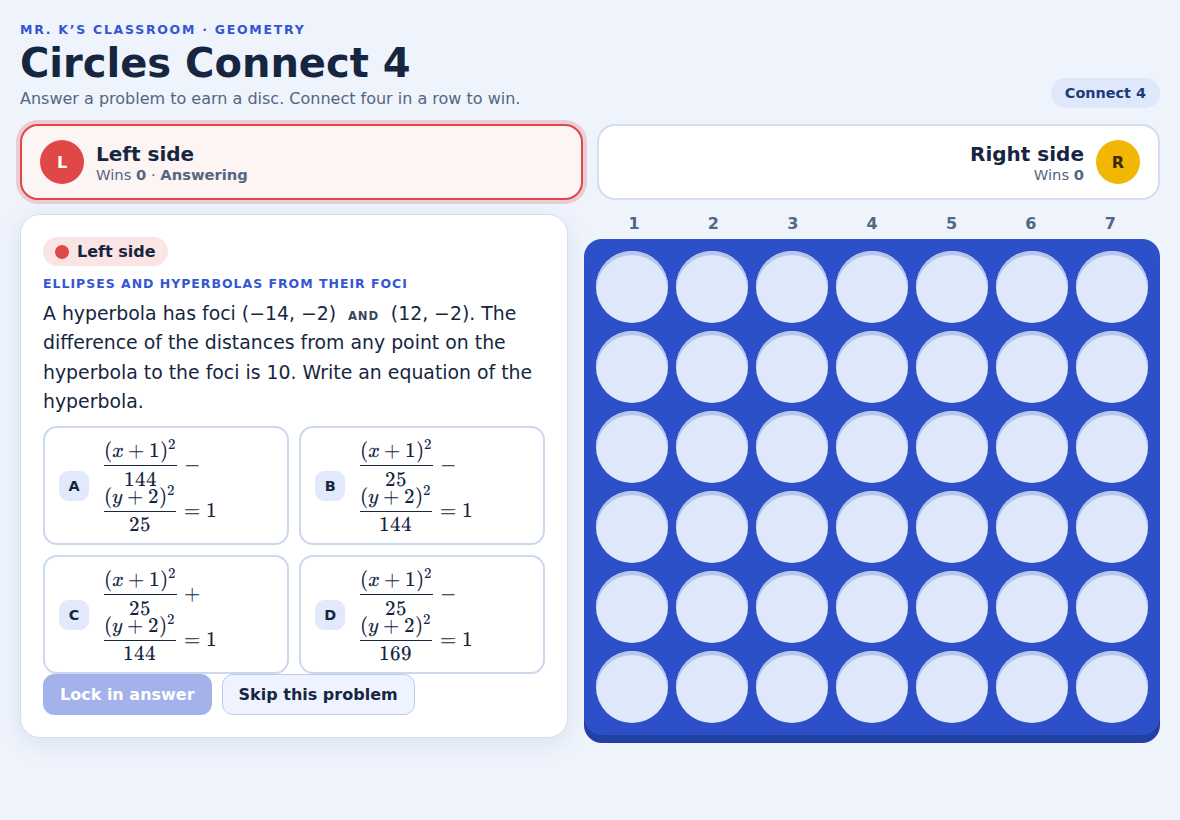 MR. K’S CLASSROOM · GEOMETRY
Circles Connect 4
Answer a problem to earn a disc. Connect four in a row to win.
Connect 4
L
Left side
Wins 0 · Answering
Right side
Wins 0
R
Left side
ELLIPSES AND HYPERBOLAS FROM THEIR FOCI
A hyperbola has foci (−14, −2) AND (12, −2). The
difference of the distances from any point on the
hyperbola to the foci is 10. Write an equation of the
hyperbola.
A
(x + 1)²/144 −
(y + 2)²/25 = 1
B
(x + 1)²/25 −
(y + 2)²/144 = 1
C
(x + 1)²/25 +
(y + 2)²/144 = 1
D
(x + 1)²/25 −
(y + 2)²/169 = 1
Lock in answer
Skip this problem
1 2 3 4 5 6 7